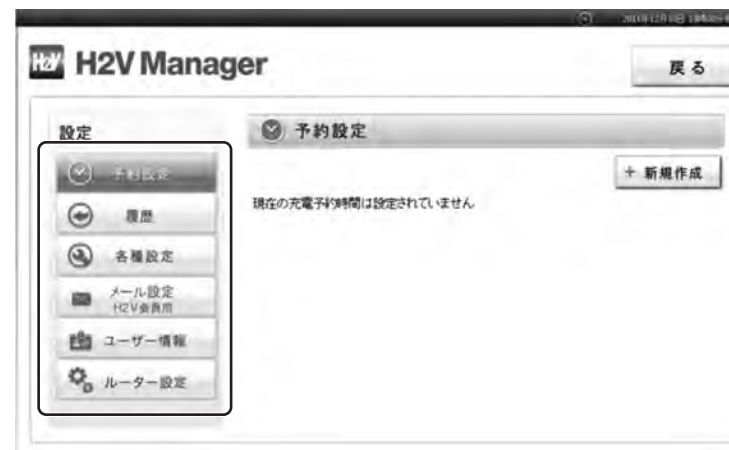 H2V
H2V Manager
戻る
設定
予約設定
+ 新規作成
現在の充電予約時間は設定されていません
予約設定
履歴
各種設定
メール設定
H2V会員用
ユーザー情報
ルーター設定